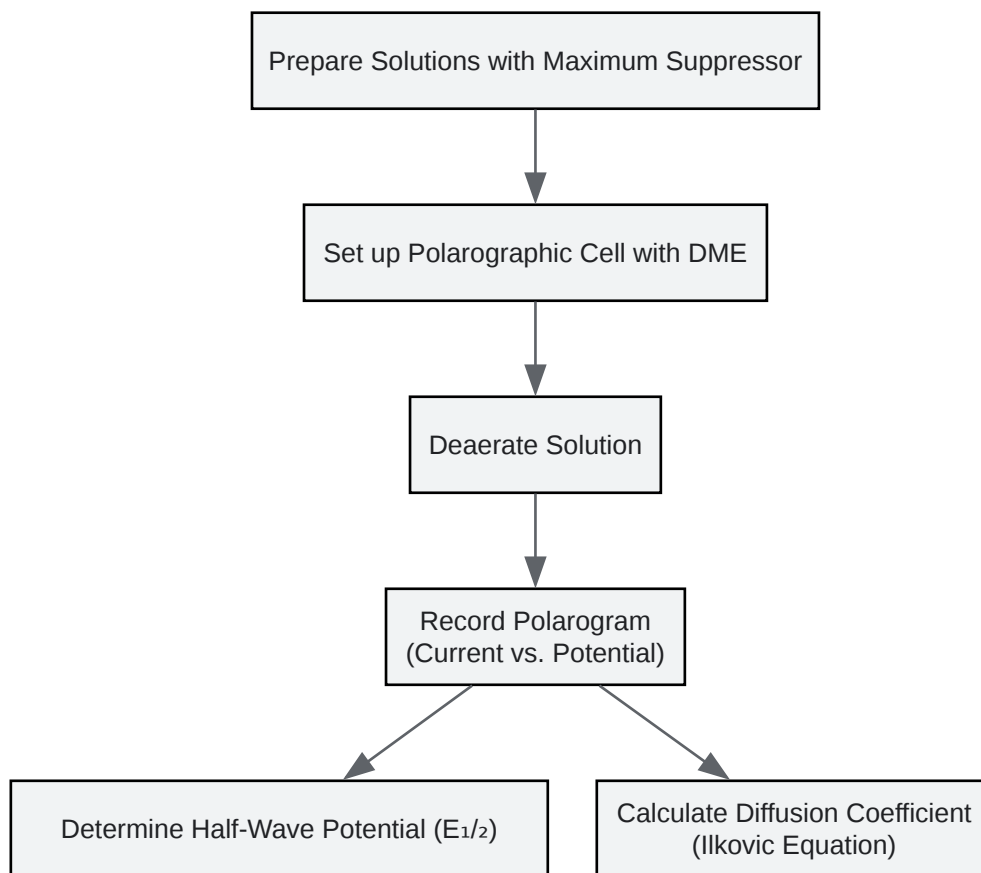 Prepare Solutions with Maximum Suppressor
Set up Polarographic Cell with DME
Deaerate Solution
Record Polarogram
(Current vs. Potential)
Determine Half-Wave Potential (E₁/₂)
Calculate Diffusion Coefficient
(Ilkovic Equation)